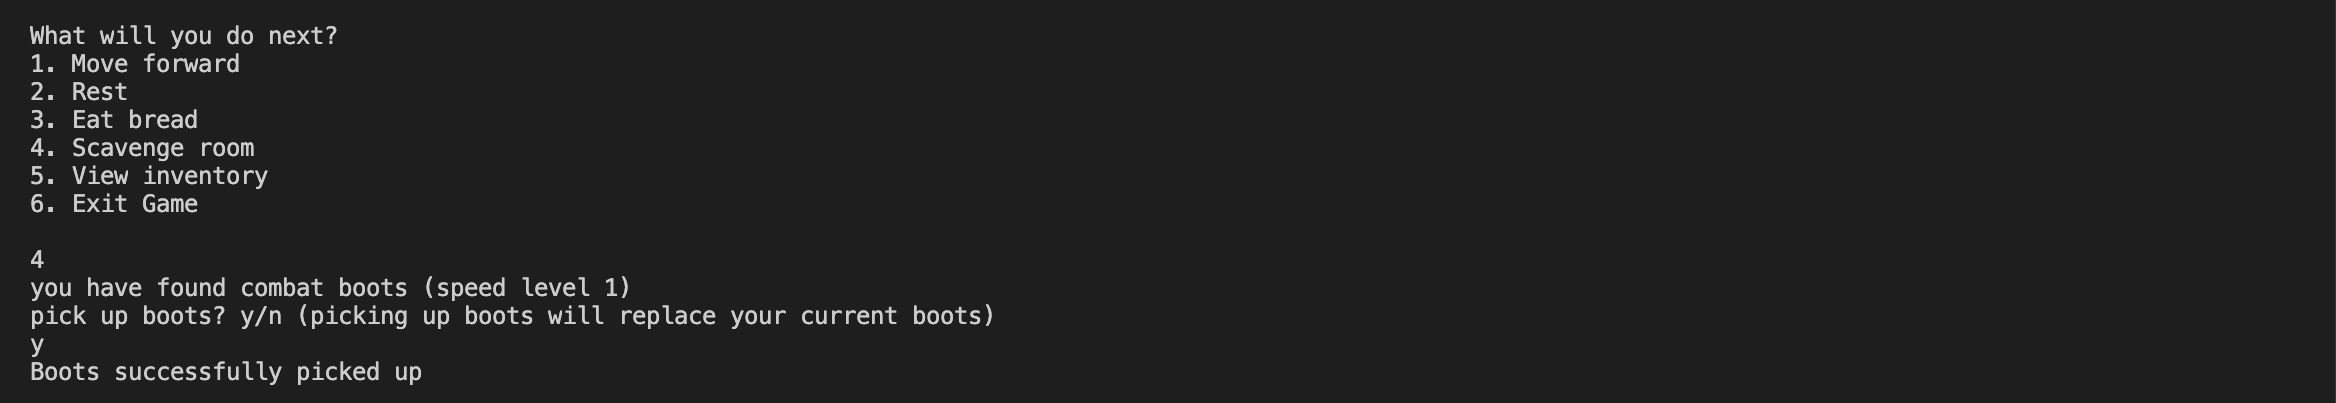 What will you do next?
1. Move forward
2. Rest
3. Eat bread
4. Scavenge room
5. View inventory
6. Exit Game
4
you have found combat boots (speed level 1)
pick up boots? y/n (picking up boots will replace your current boots)
y
Boots successfully picked up